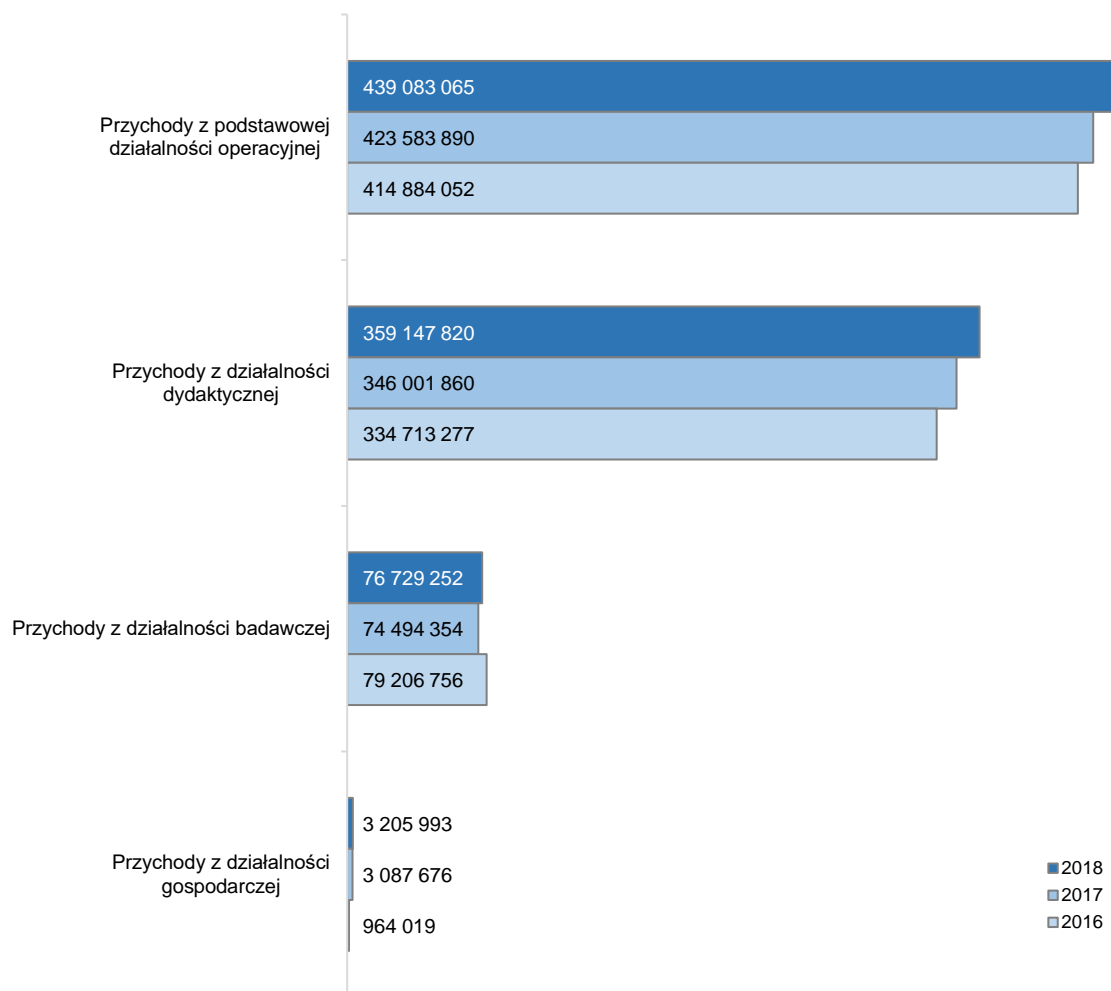 439 083 065
Przychody z podstawowej
działalności operacyjnej
423 583 890
414 884 052
359 147 820
Przychody z działalności
dydaktycznej
346 001 860
334 713 277
76 729 252
Przychody z działalności badawczej
74 494 354
79 206 756
3 205 993
Przychody z działalności
gospodarczej
3 087 676
964 019
2018
2017
2016